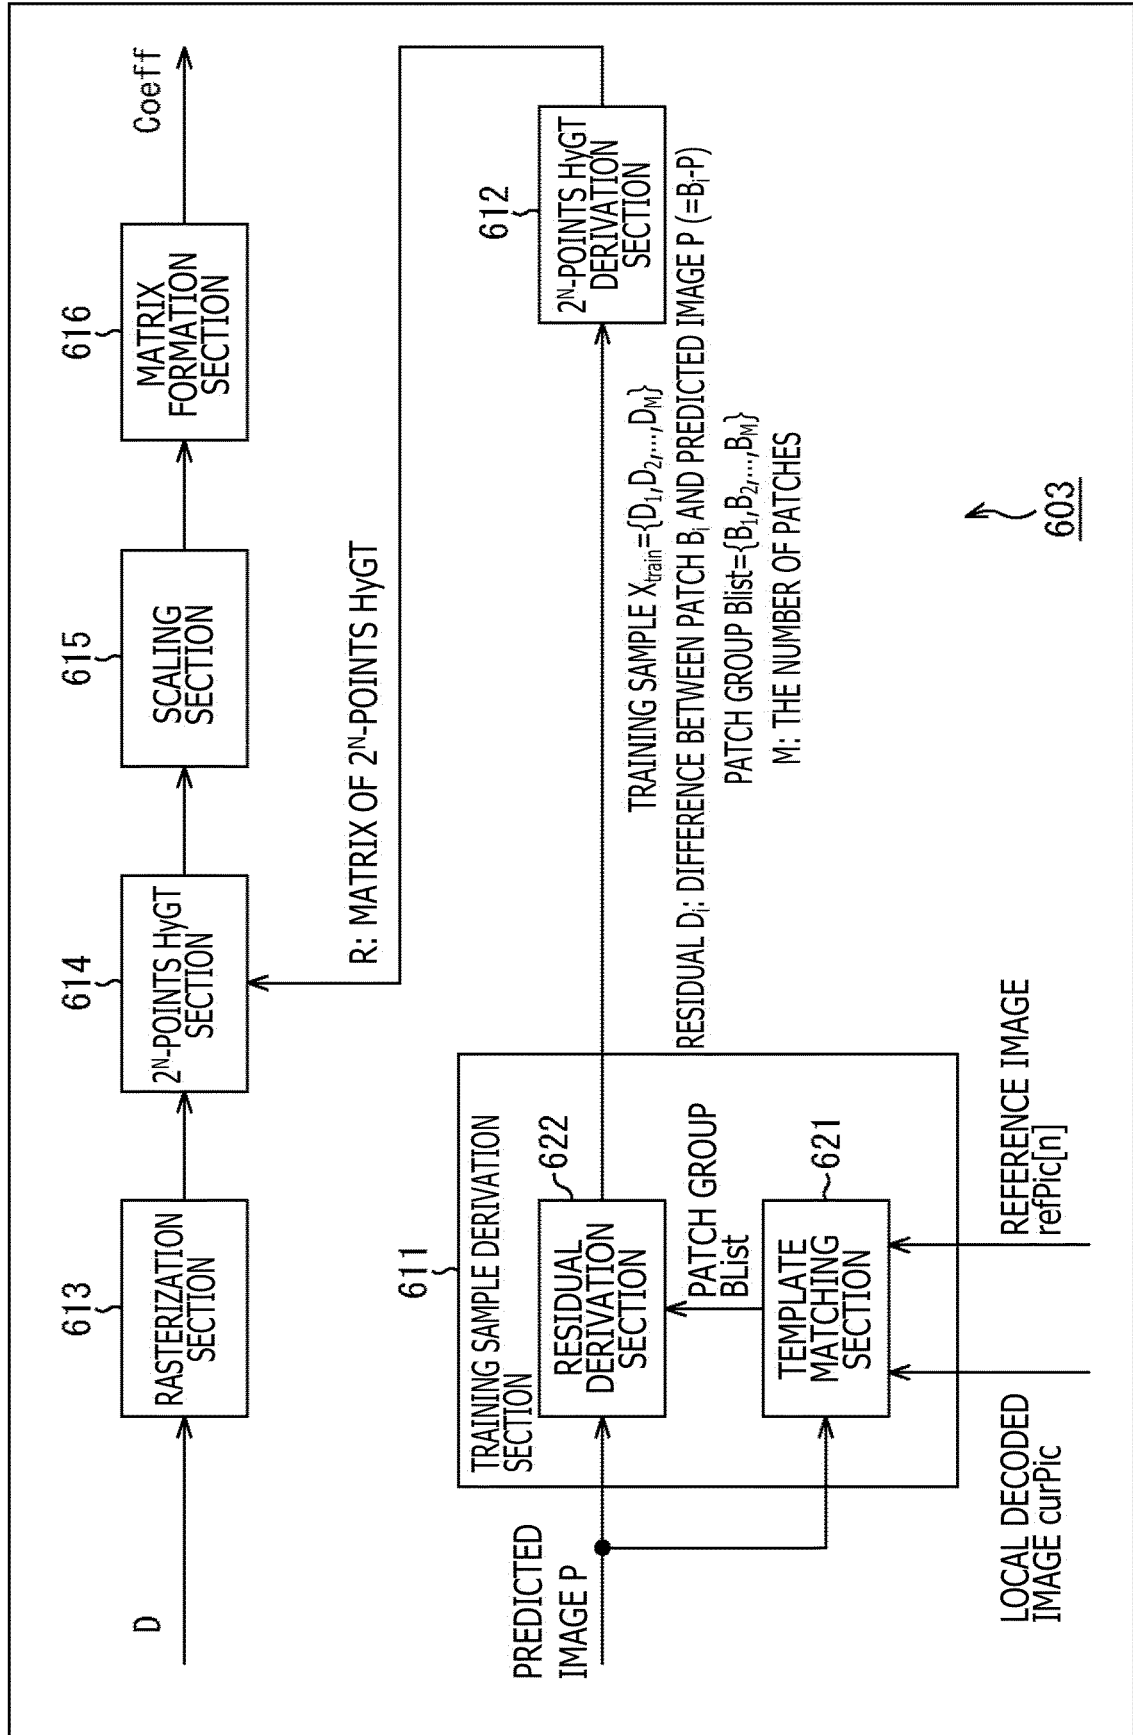 D
613
RASTERIZATION
SECTION
614
2ᴺ-POINTS HyGT
SECTION
615
SCALING
SECTION
616
MATRIX
FORMATION
SECTION
Coeff
R: MATRIX OF 2ᴺ-POINTS HyGT
PREDICTED
IMAGE P
611
TRAINING SAMPLE DERIVATION
SECTION
622
RESIDUAL
DERIVATION
SECTION
PATCH GROUP
BList
621
TEMPLATE
MATCHING
SECTION
612
2ᴺ-POINTS HyGT
DERIVATION
SECTION
TRAINING SAMPLE X_train={D₁,D₂,...,D_M}
RESIDUAL Dᵢ: DIFFERENCE BETWEEN PATCH Bᵢ AND PREDICTED IMAGE P (=Bᵢ-P)
PATCH GROUP Blist={B₁,B₂,...,B_M}
M: THE NUMBER OF PATCHES
LOCAL DECODED
IMAGE curPic
REFERENCE IMAGE
refPic[n]
603